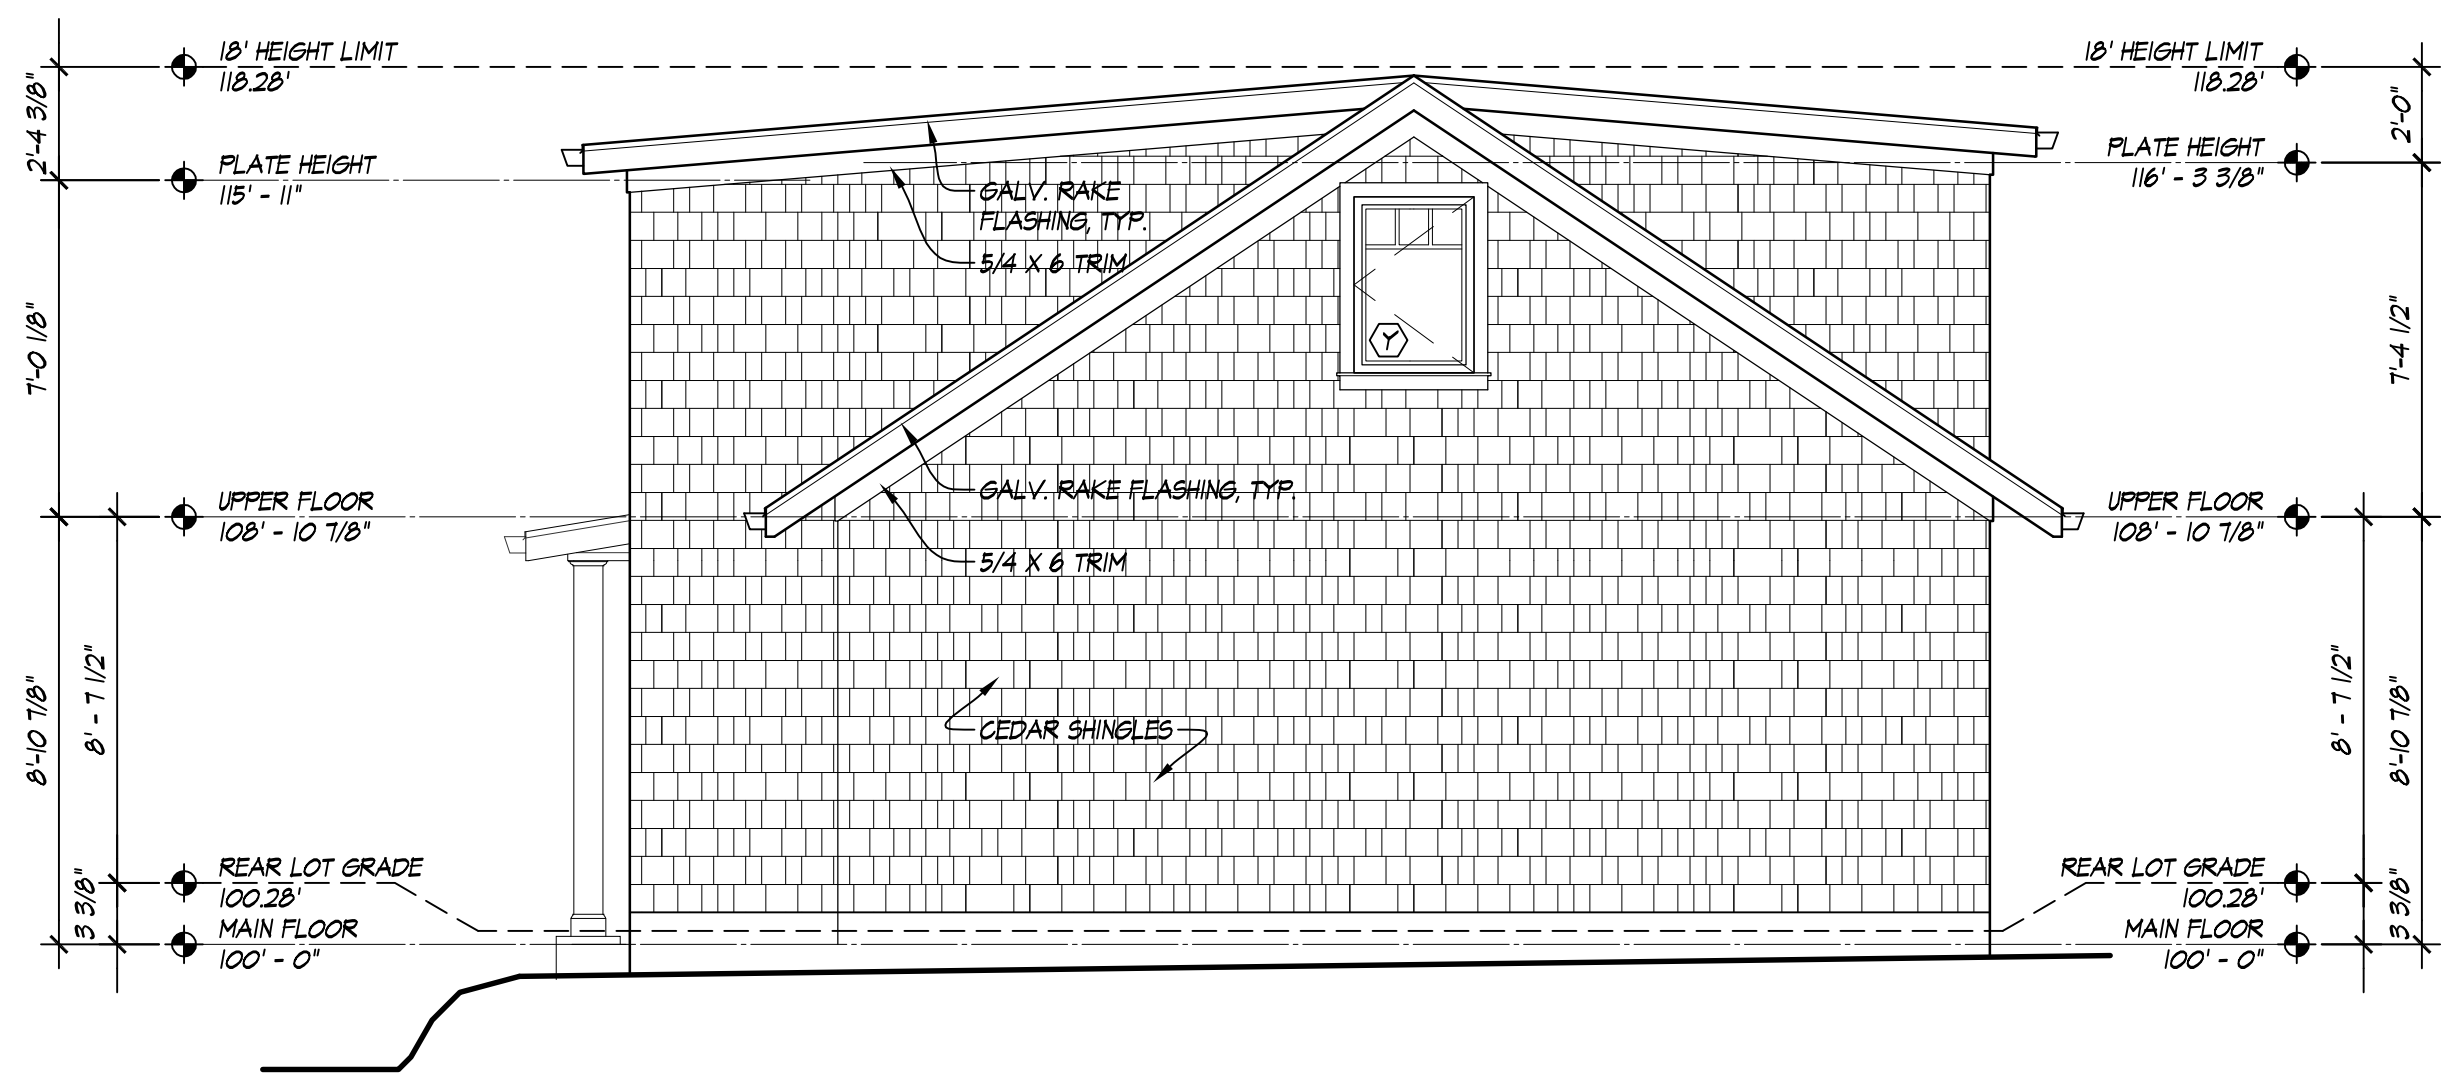 18' HEIGHT LIMIT
118.28'
18' HEIGHT LIMIT
118.28'
2'-4 3/8"
2'-0"
PLATE HEIGHT
115' - 11"
PLATE HEIGHT
116' - 3 3/8"
GALV. RAKE
FLASHING, TYP.
5/4 X 6 TRIM
7'-0 1/8"
7'-4 1/2"
Y
UPPER FLOOR
108' - 10 7/8"
GALV. RAKE FLASHING, TYP.
5/4 X 6 TRIM
UPPER FLOOR
108' - 10 7/8"
8'-10 7/8"
8' - 7 1/2"
CEDAR SHINGLES
8' - 7 1/2"
8'-10 7/8"
REAR LOT GRADE
100.28'
REAR LOT GRADE
100.28'
3 3/8"
3 3/8"
MAIN FLOOR
100' - 0"
MAIN FLOOR
100' - 0"